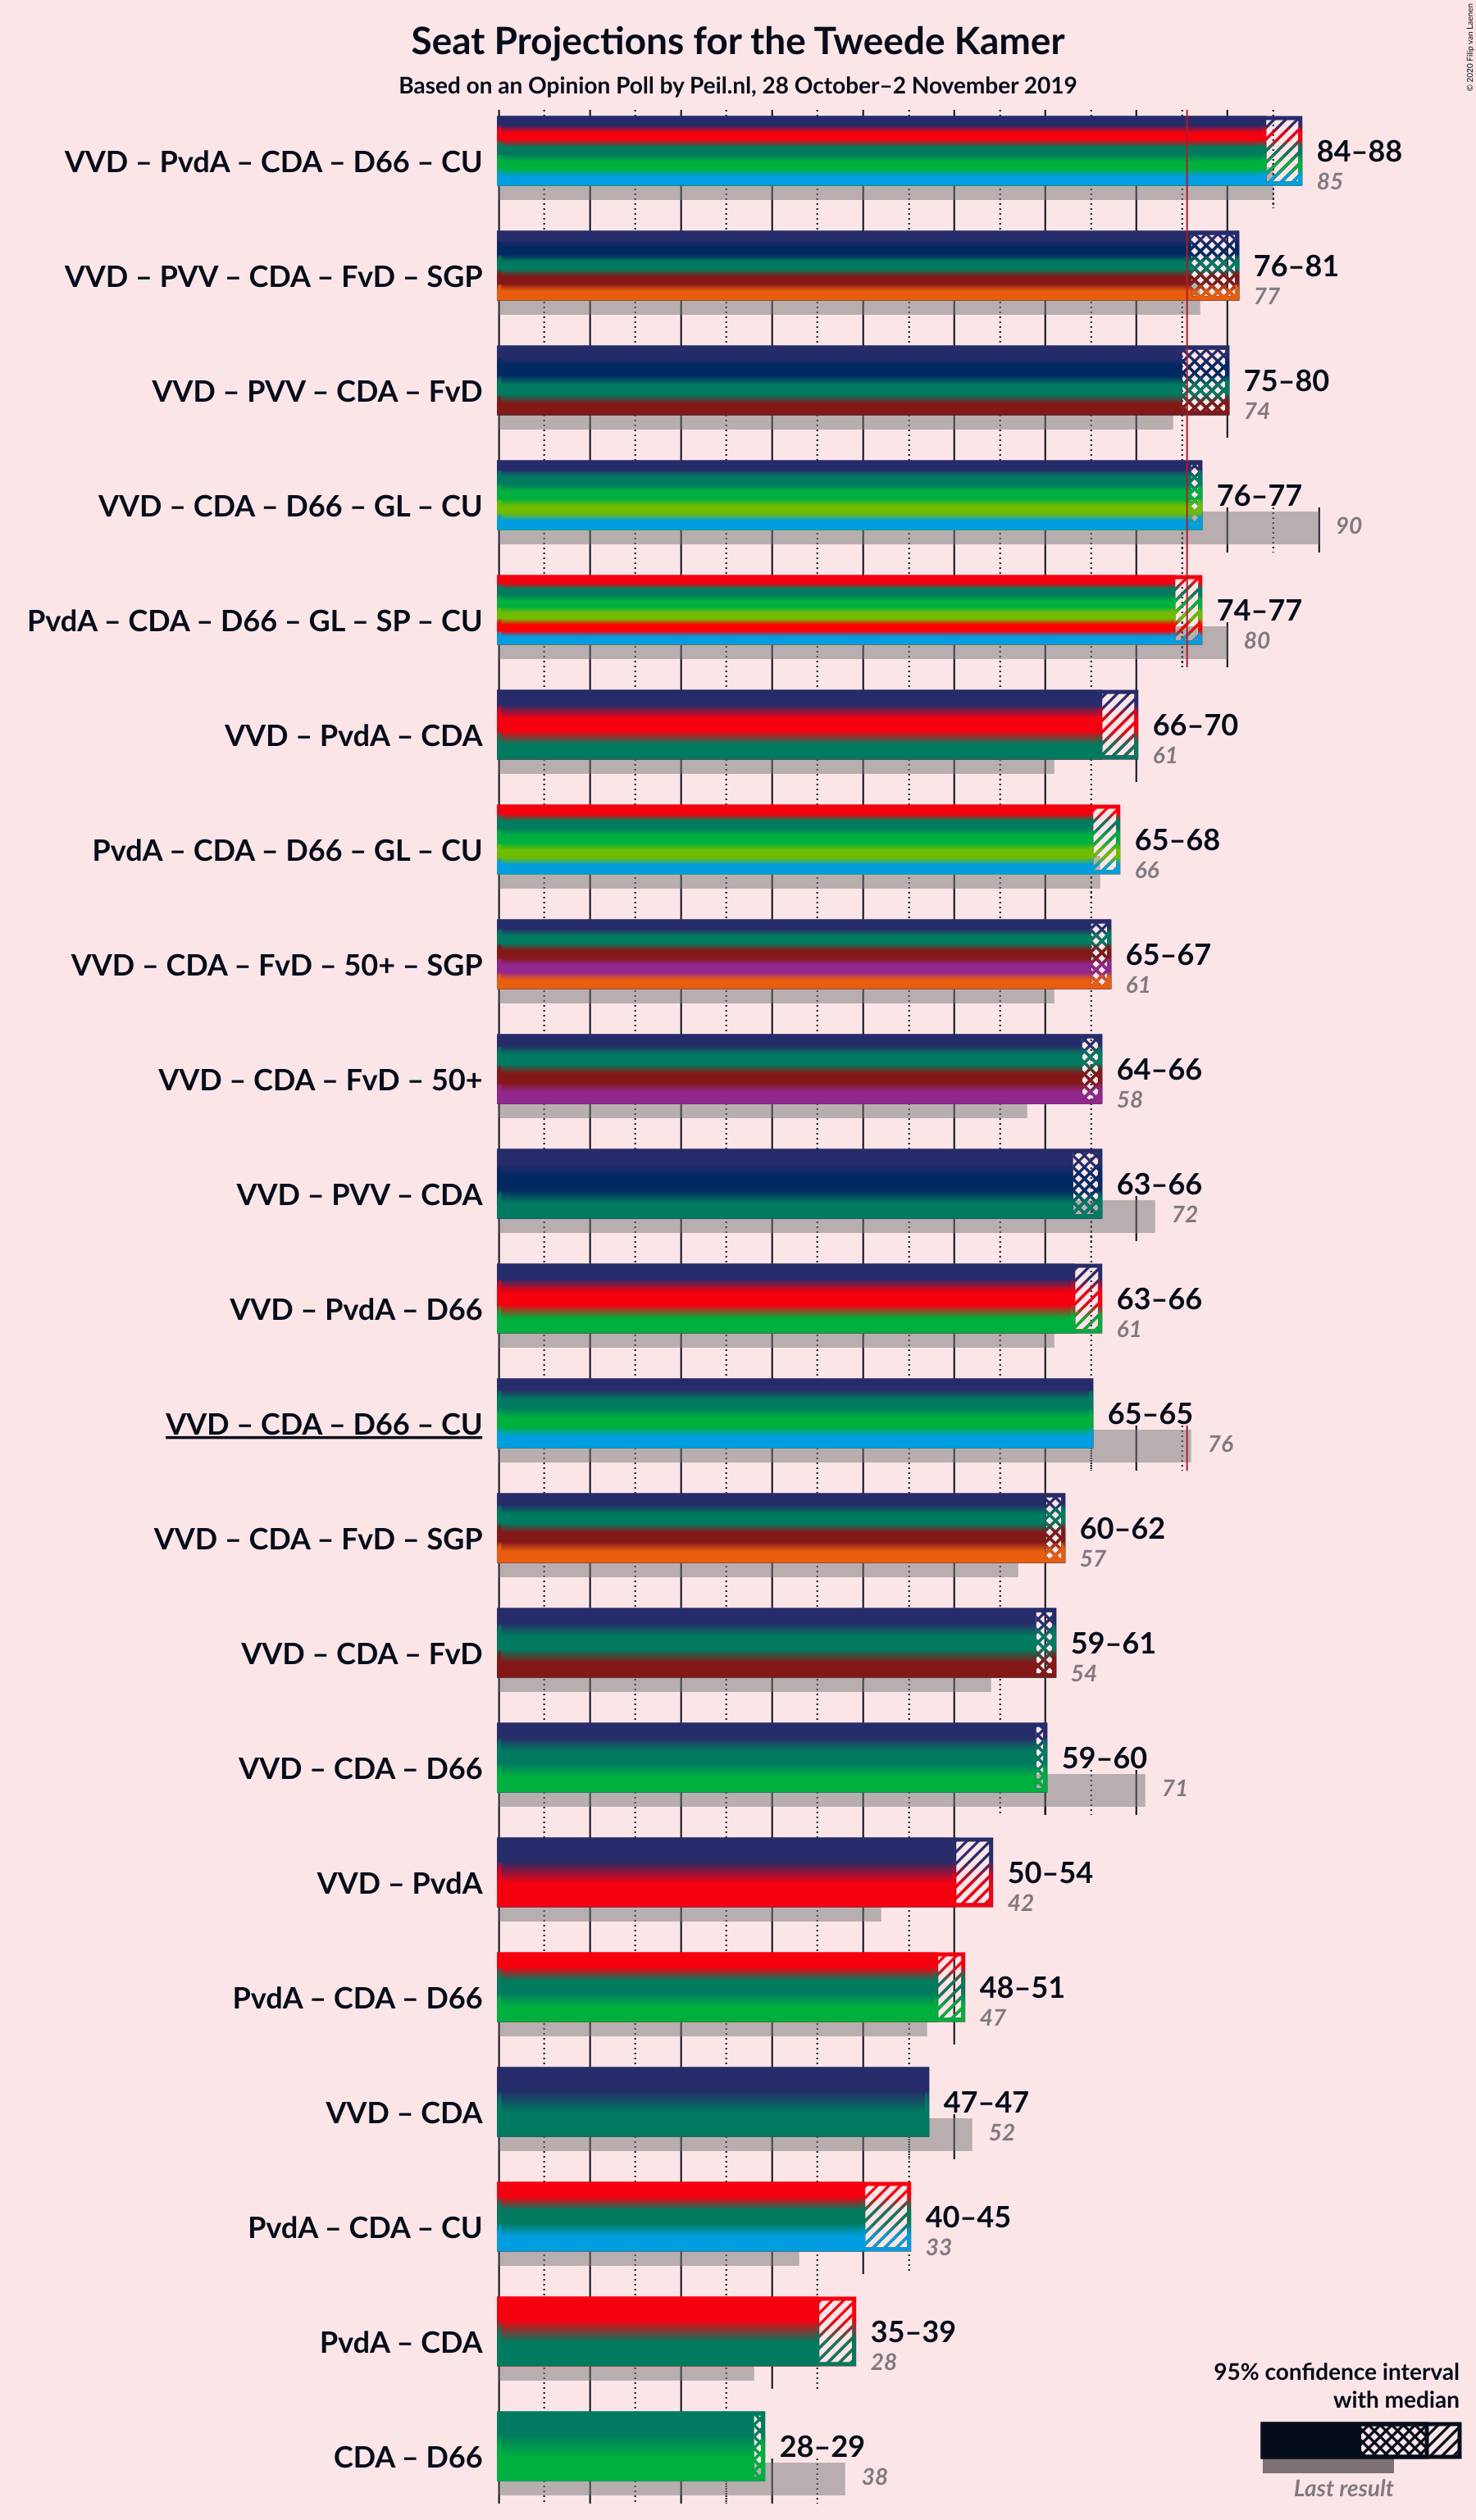 Seat Projections for the Tweede Kamer
Based on an Opinion Poll by Peil.nl, 28 October–2 November 2019
© 2020 Filip van Laenen
VVD – PvdA – CDA – D66 – CU
84–88
85
VVD – PVV – CDA – FvD – SGP
76–81
77
VVD – PVV – CDA – FvD
75–80
74
VVD – CDA – D66 – GL – CU
76–77
90
PvdA – CDA – D66 – GL – SP – CU
74–77
80
VVD – PvdA – CDA
66–70
61
PvdA – CDA – D66 – GL – CU
65–68
66
VVD – CDA – FvD – 50+ – SGP
65–67
61
VVD – CDA – FvD – 50+
64–66
58
VVD – PVV – CDA
63–66
72
VVD – PvdA – D66
63–66
61
VVD – CDA – D66 – CU
65–65
76
VVD – CDA – FvD – SGP
60–62
57
VVD – CDA – FvD
59–61
54
VVD – CDA – D66
59–60
71
VVD – PvdA
50–54
42
PvdA – CDA – D66
48–51
47
VVD – CDA
47–47
52
PvdA – CDA – CU
40–45
33
PvdA – CDA
35–39
28
CDA – D66
28–29
38
95% confidence interval
with median
Last result